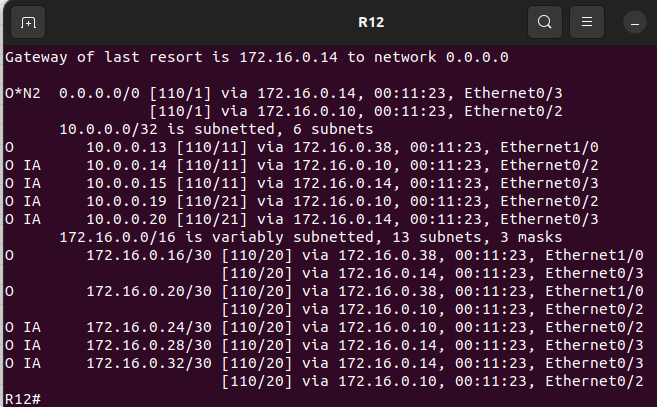 R12
Gateway of last resort is 172.16.0.14 to network 0.0.0.0
O*N2  0.0.0.0/0 [110/1] via 172.16.0.14, 00:11:23, Ethernet0/3
                [110/1] via 172.16.0.10, 00:11:23, Ethernet0/2
      10.0.0.0/32 is subnetted, 6 subnets
O        10.0.0.13 [110/11] via 172.16.0.38, 00:11:23, Ethernet1/0
O IA     10.0.0.14 [110/11] via 172.16.0.10, 00:11:23, Ethernet0/2
O IA     10.0.0.15 [110/11] via 172.16.0.14, 00:11:23, Ethernet0/3
O IA     10.0.0.19 [110/21] via 172.16.0.10, 00:11:23, Ethernet0/2
O IA     10.0.0.20 [110/21] via 172.16.0.14, 00:11:23, Ethernet0/3
      172.16.0.0/16 is variably subnetted, 13 subnets, 3 masks
O        172.16.0.16/30 [110/20] via 172.16.0.38, 00:11:23, Ethernet1/0
                        [110/20] via 172.16.0.14, 00:11:23, Ethernet0/3
O        172.16.0.20/30 [110/20] via 172.16.0.38, 00:11:23, Ethernet1/0
                        [110/20] via 172.16.0.10, 00:11:23, Ethernet0/2
O IA     172.16.0.24/30 [110/20] via 172.16.0.10, 00:11:23, Ethernet0/2
O IA     172.16.0.28/30 [110/20] via 172.16.0.14, 00:11:23, Ethernet0/3
O IA     172.16.0.32/30 [110/20] via 172.16.0.14, 00:11:23, Ethernet0/3
                        [110/20] via 172.16.0.10, 00:11:23, Ethernet0/2
R12#